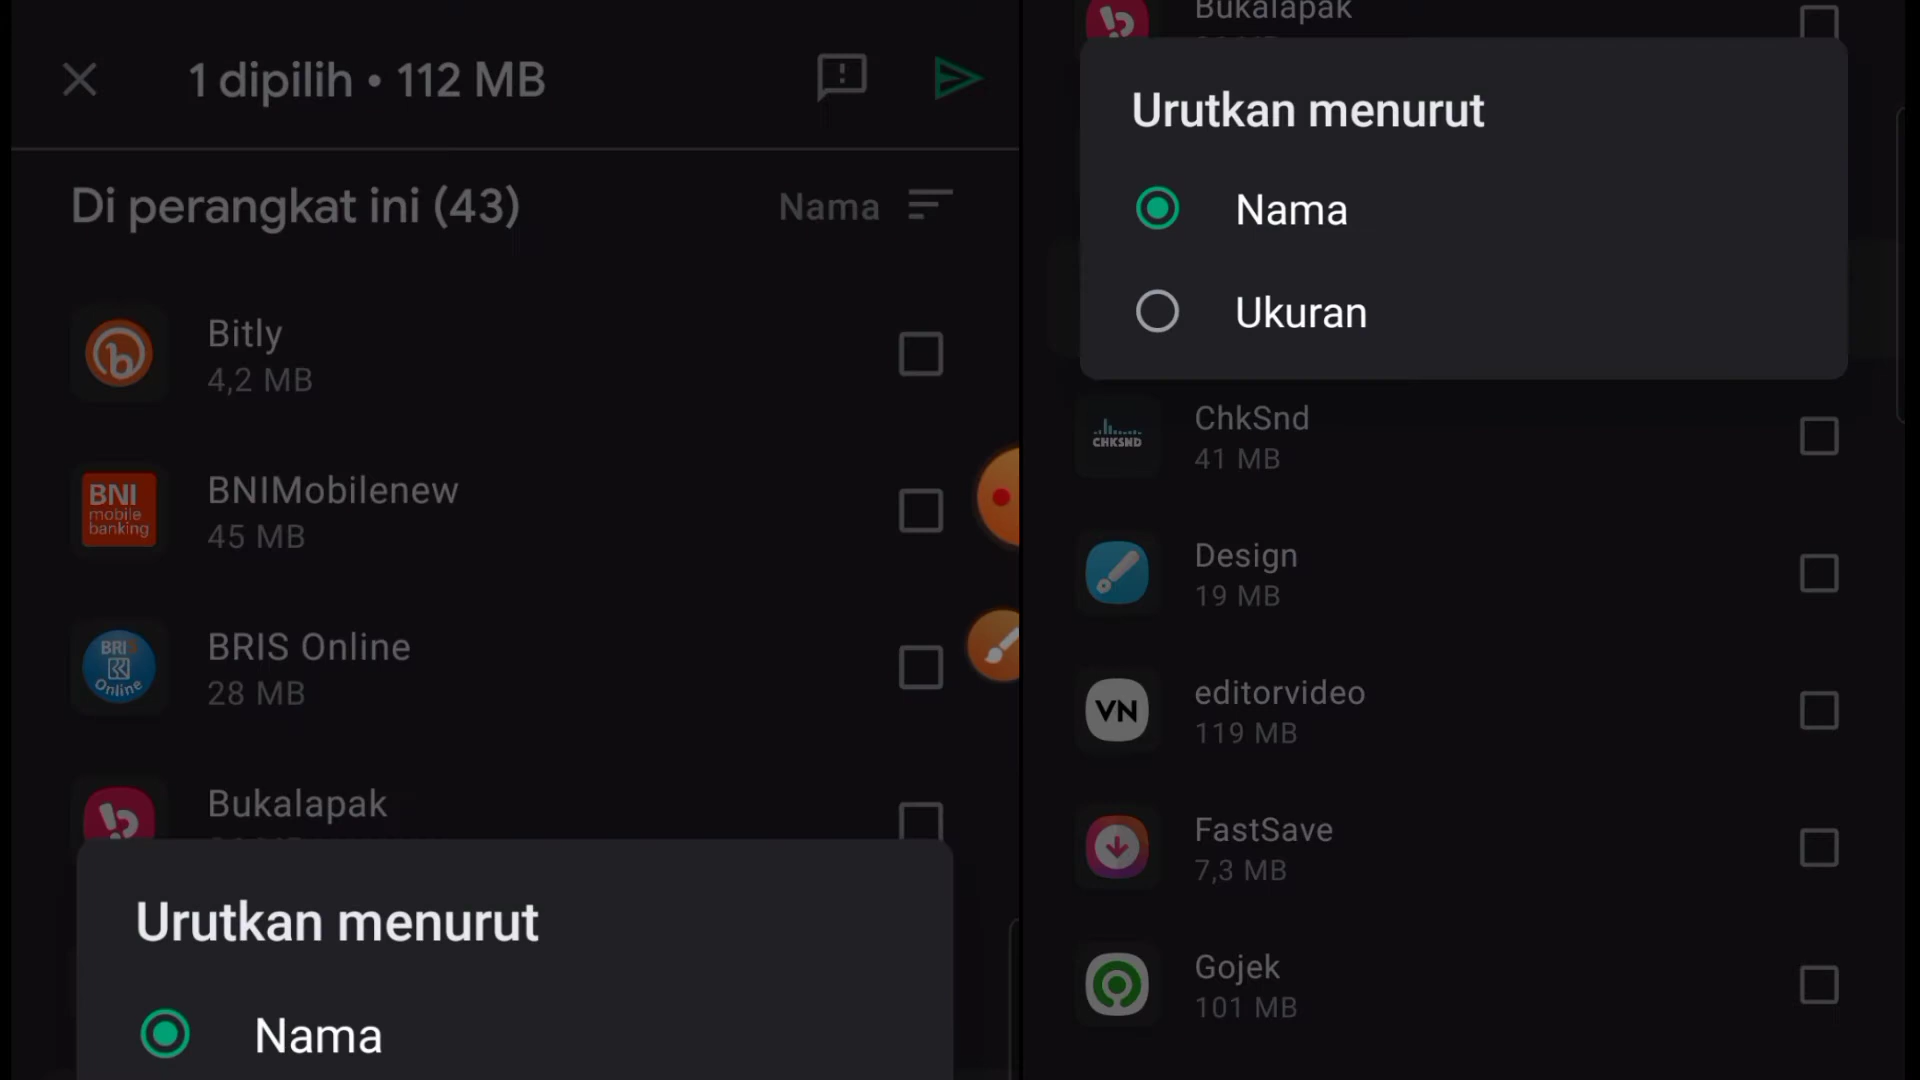 1 dipilih • 112 MB
Di perangkat ini (43)
Nama
Bitly
4,2 MB
BNI
mobile
banking
BNIMobilenew
45 MB
BRI
Online
BRIS Online
28 MB
Bukalapak
Urutkan menurut
Nama
Bukalapak
Urutkan menurut
Nama
Ukuran
CHKSND
ChkSnd
41 MB
Design
19 MB
VN
editorvideo
119 MB
FastSave
7,3 MB
Gojek
101 MB